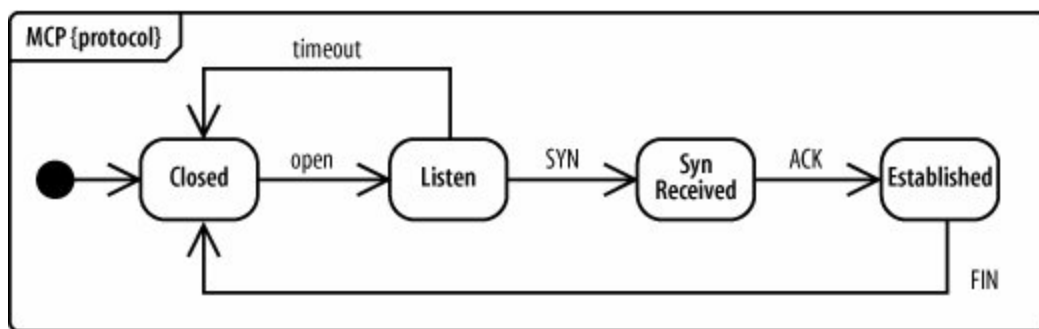 MCP {protocol}
timeout
Closed
open
Listen
SYN
Syn
Received
ACK
Established
FIN